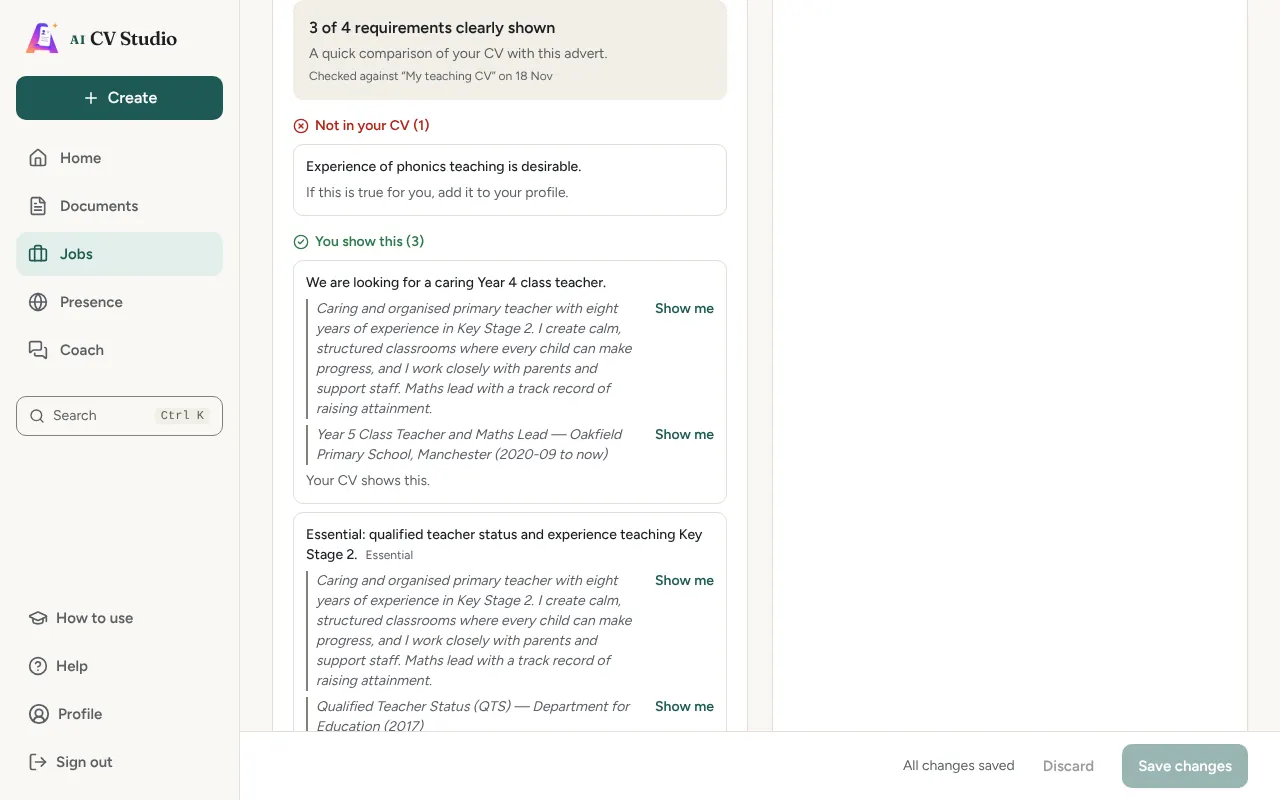 AI CV Studio
Create
Home
Documents
Jobs
Presence
Coach
Search Ctrl K
How to use
Help
Profile
Sign out
3 of 4 requirements clearly shown
A quick comparison of your CV with this advert.
Checked against “My teaching CV” on 18 Nov
Not in your CV (1)
Experience of phonics teaching is desirable.
If this is true for you, add it to your profile.
You show this (3)
We are looking for a caring Year 4 class teacher.
Caring and organised primary teacher with eight Show me
years of experience in Key Stage 2. I create calm,
structured classrooms where every child can make
progress, and I work closely with parents and
support staff. Maths lead with a track record of
raising attainment.
Year 5 Class Teacher and Maths Lead — Oakfield Show me
Primary School, Manchester (2020-09 to now)
Your CV shows this.
Essential: qualified teacher status and experience teaching Key
Stage 2. Essential
Caring and organised primary teacher with eight Show me
years of experience in Key Stage 2. I create calm,
structured classrooms where every child can make
progress, and I work closely with parents and
support staff. Maths lead with a track record of
raising attainment.
Qualified Teacher Status (QTS) — Department for Show me
Education (2017)
All changes saved Discard Save changes